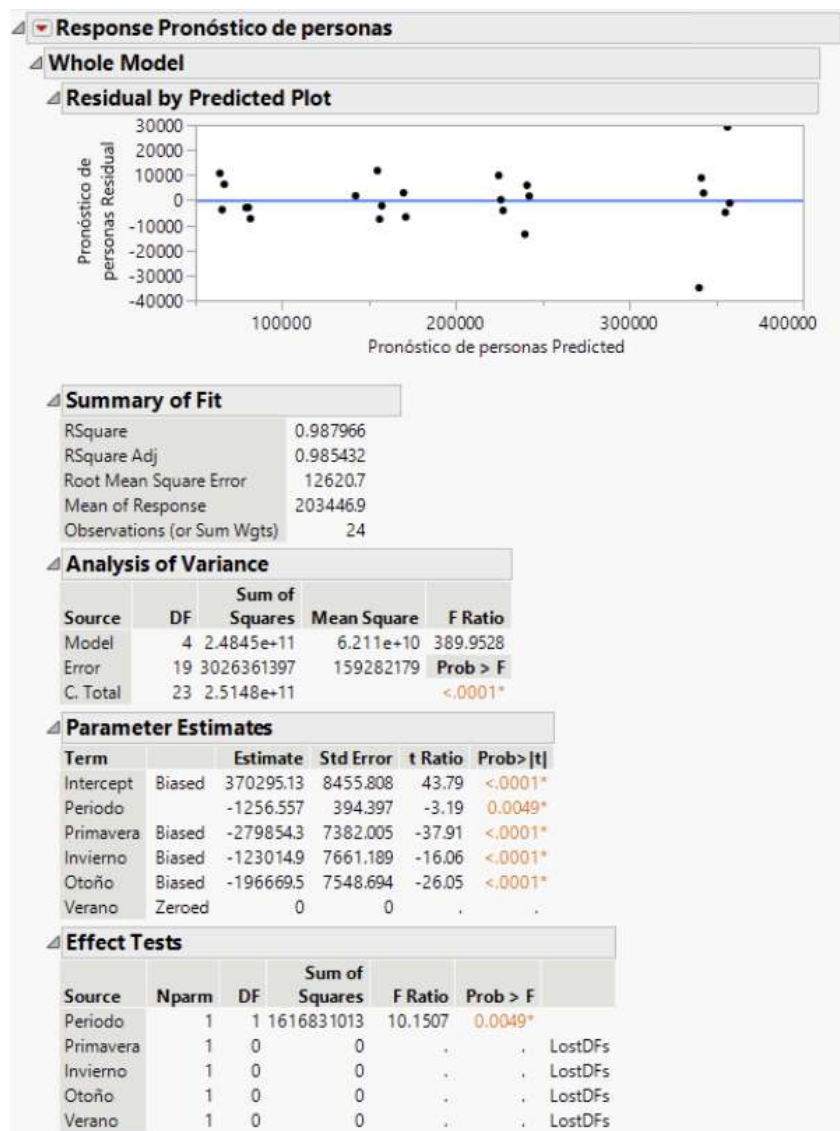 Response Pronóstico de personas
Whole Model
Residual by Predicted Plot
Pronóstico de
personas Residual
30000
20000
10000
0
-10000
-20000
-30000
-40000
100000 200000 300000 400000
Pronóstico de personas Predicted
Summary of Fit
RSquare 0.987966
RSquare Adj 0.985432
Root Mean Square Error 12620.7
Mean of Response 203446.9
Observations (or Sum Wgts) 24
Analysis of Variance
Sum of
Source DF Squares Mean Square F Ratio
Model 4 2.4845e+11 6.211e+10 389.9528
Error 19 3026361397 159282179 Prob > F
C. Total 23 2.5148e+11 <.0001*
Parameter Estimates
Term Estimate Std Error t Ratio Prob>|t|
Intercept Biased 370295.13 8455.808 43.79 <.0001*
Periodo -1256.557 394.397 -3.19 0.0049*
Primavera Biased -279854.3 7382.005 -37.91 <.0001*
Invierno Biased -123014.9 7661.189 -16.06 <.0001*
Otoño Biased -196669.5 7548.694 -26.05 <.0001*
Verano Zeroed 0 0 . .
Effect Tests
Sum of
Source Nparm DF Squares F Ratio Prob > F
Periodo 1 1 1616831013 10.1507 0.0049*
Primavera 1 0 0 . . LostDFs
Invierno 1 0 0 . . LostDFs
Otoño 1 0 0 . . LostDFs
Verano 1 0 0 . . LostDFs